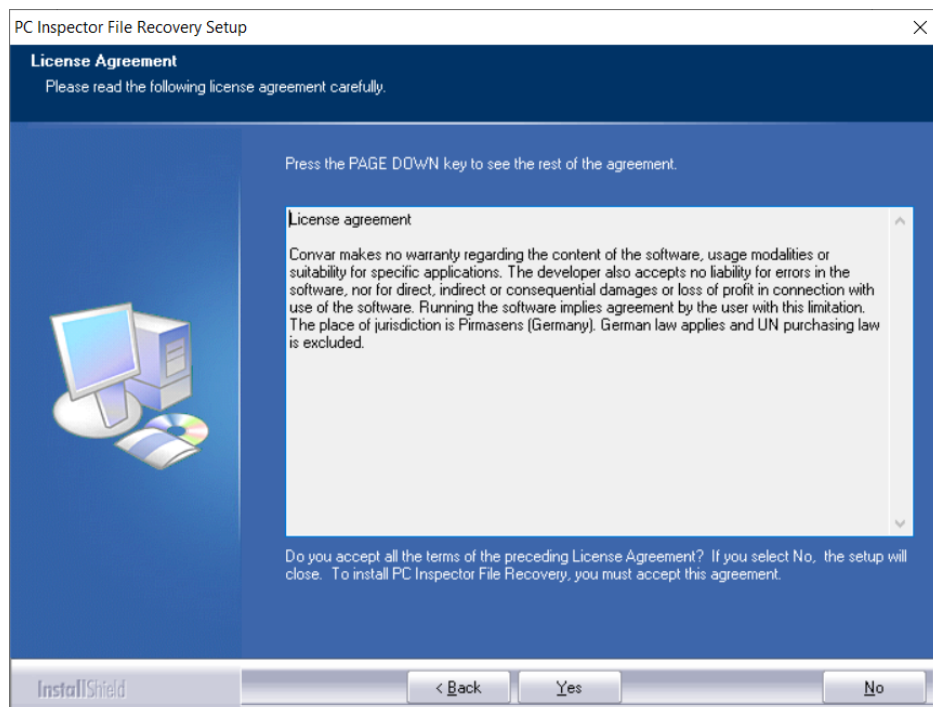 PC Inspector File Recovery Setup
License Agreement
Please read the following license agreement carefully.
Press the PAGE DOWN key to see the rest of the agreement.
License agreement
Convar makes no warranty regarding the content of the software, usage modalities or
suitability for specific applications. The developer also accepts no liability for errors in the
software, nor for direct, indirect or consequential damages or loss of profit in connection with
use of the software. Running the software implies agreement by the user with this limitation.
The place of jurisdiction is Pirmasens (Germany). German law applies and UN purchasing law
is excluded.
Do you accept all the terms of the preceding License Agreement?  If you select No,  the setup will
close.  To install PC Inspector File Recovery, you must accept this agreement.
InstallShield
< Back
Yes
No